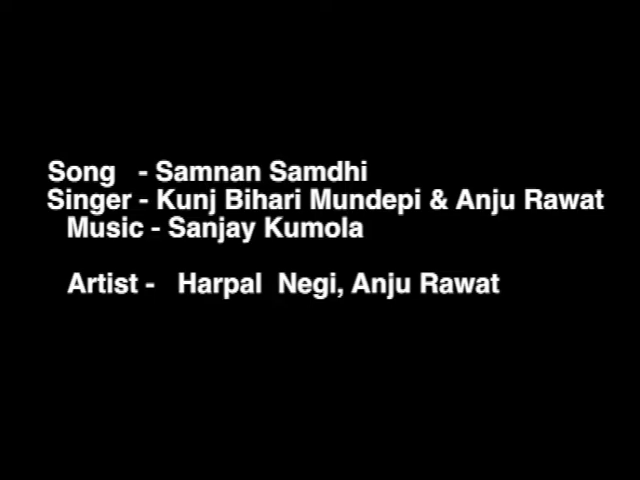 Song - Samnan Samdhi
Singer - Kunj Bihari Mundepi & Anju Rawat
Music - Sanjay Kumola
Artist - Harpal Negi, Anju Rawat